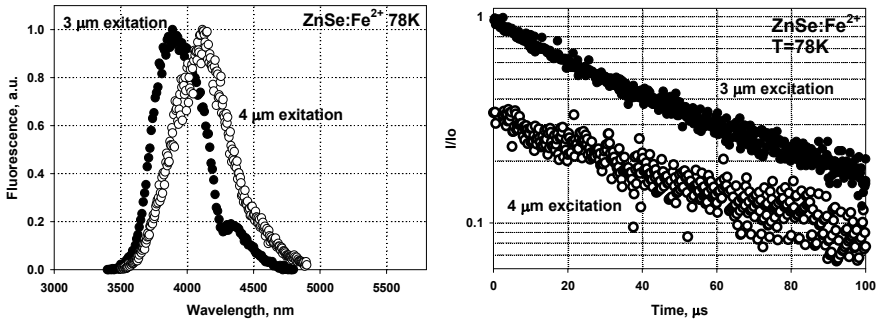 3 µm exitation
ZnSe:Fe2+ 78K
4 µm exitation
Fluorescence, a.u.
1.0
0.8
0.6
0.4
0.2
0.0
3000 3500 4000 4500 5000 5500
Wavelength, nm
ZnSe:Fe2+
T=78K
3 µm excitation
4 µm excitation
I/Io
1
0.1
0 20 40 60 80 100
Time, µs